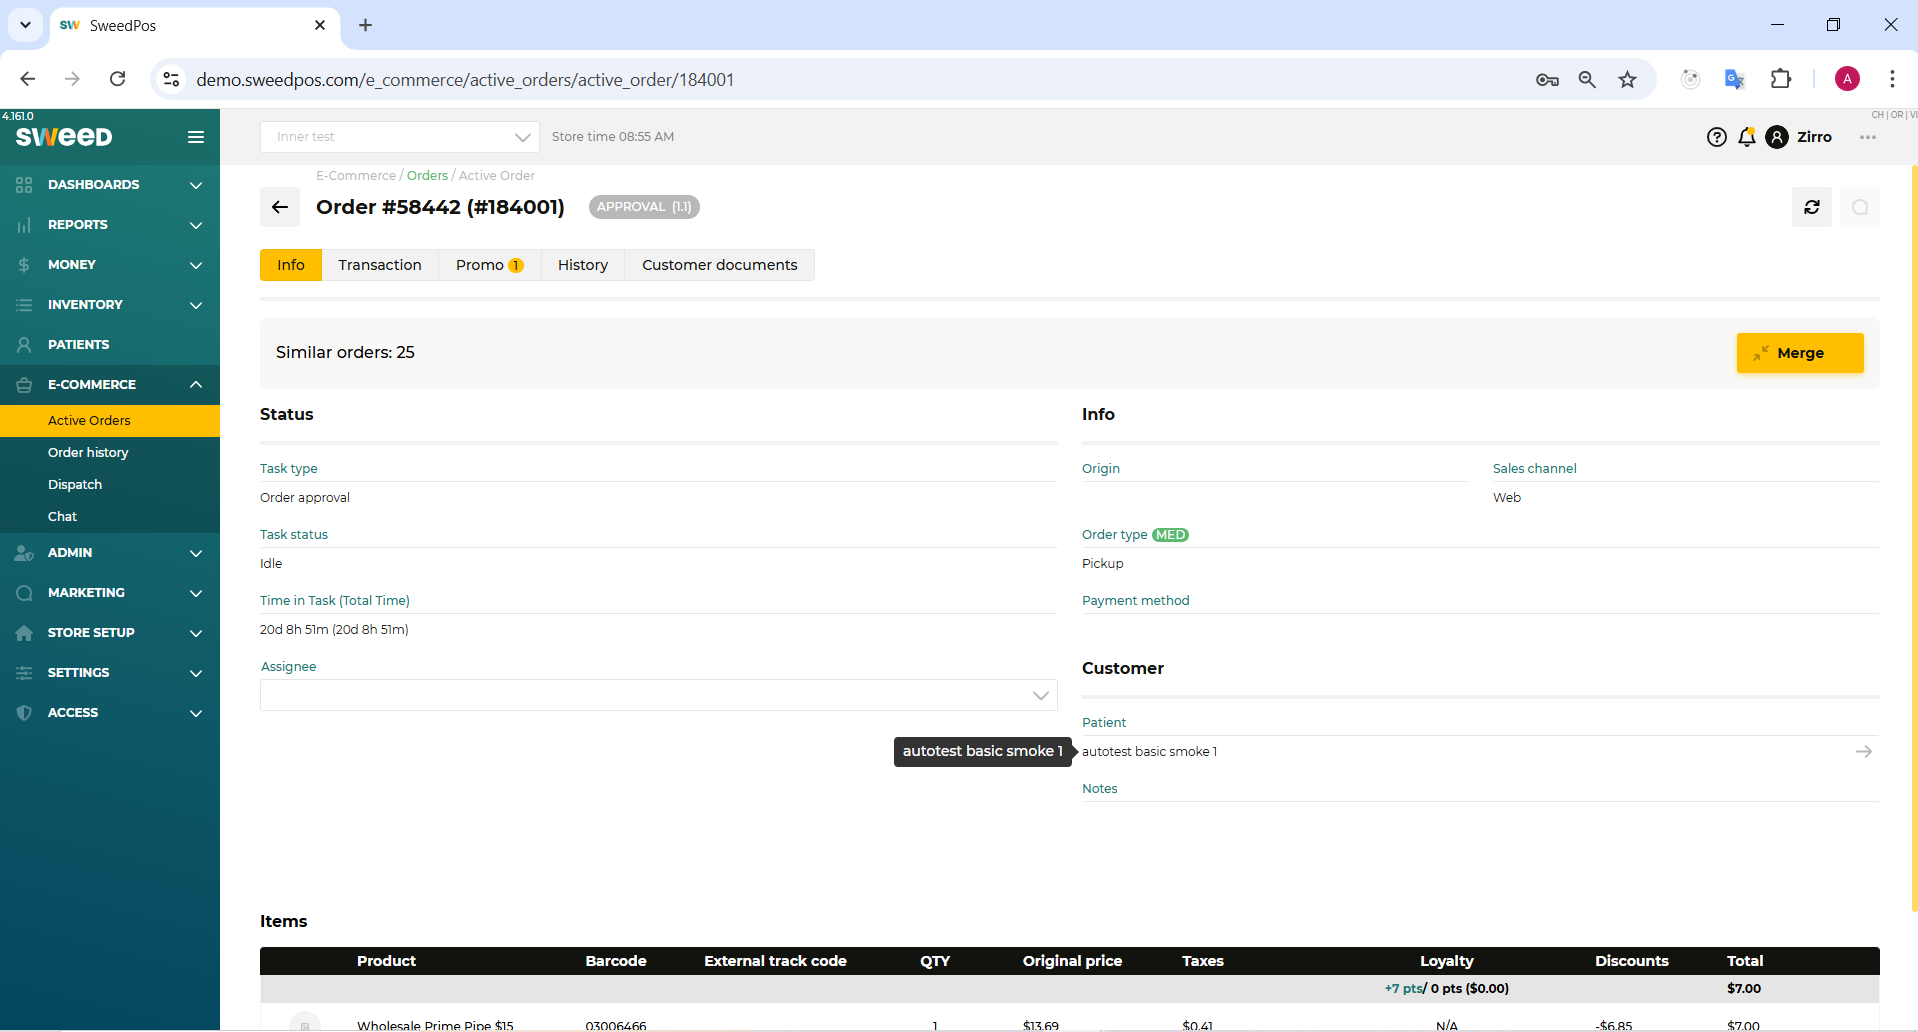 SweedPos
demo.sweedpos.com/e_commerce/active_orders/active_order/184001
A
4.161.0
CH | OR | VI
sweed
Inner test
Store time 08:55 AM
Zirro
DASHBOARDS
REPORTS
MONEY
INVENTORY
PATIENTS
E-COMMERCE
Active Orders
Order history
Dispatch
Chat
ADMIN
MARKETING
STORE SETUP
SETTINGS
ACCESS
E-Commerce / Orders / Active Order
Order #58442 (#184001) APPROVAL (1.1)
Info Transaction Promo 1 History Customer documents
Similar orders: 25
Merge
Status
Task type
Order approval
Task status
Idle
Time in Task (Total Time)
20d 8h 51m (20d 8h 51m)
Assignee
Info
Origin
Sales channel
Web
Order type MED
Pickup
Payment method
Customer
Patient
autotest basic smoke 1
autotest basic smoke 1
Notes
Items
Product Barcode External track code QTY Original price Taxes Loyalty Discounts Total
+7 pts/ 0 pts ($0.00) $7.00
Wholesale Prime Pipe $15 03006466 1 $13.69 $0.41 N/A -$6.85 $7.00